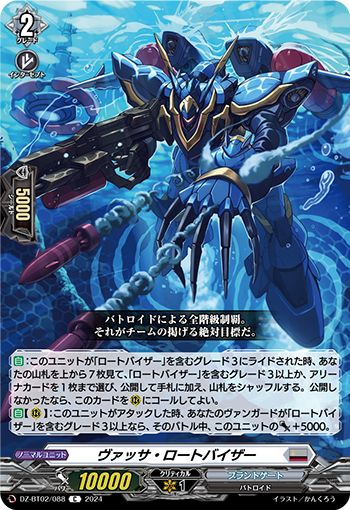 2
グレード
インターセプト
5000
シールド
バトロイドによる全階級制覇。
それがチームの掲げる絶対目標だ。
自:このユニットが「ロートバイザー」を含むグレード3にライドされた時、あな
たの山札を上から7枚見て、「ロートバイザー」を含むグレード3以上か、アリー
ナカードを1枚まで選び、公開して手札に加え、山札をシャッフルする。公開し
なかったなら、このカードを(R)にコールしてよい。
自(R):このユニットがアタックした時、あなたのヴァンガードが「ロートバイ
ザー」を含むグレード3以上なら、そのバトル中、このユニットの+5000。
ノーマルユニット
ヴァッサ・ロートバイザー
パワー
10000
クリティカル
1
ブラントゲート
バトロイド
DZ-BT02/088 C 2024
イラスト/かんくろう